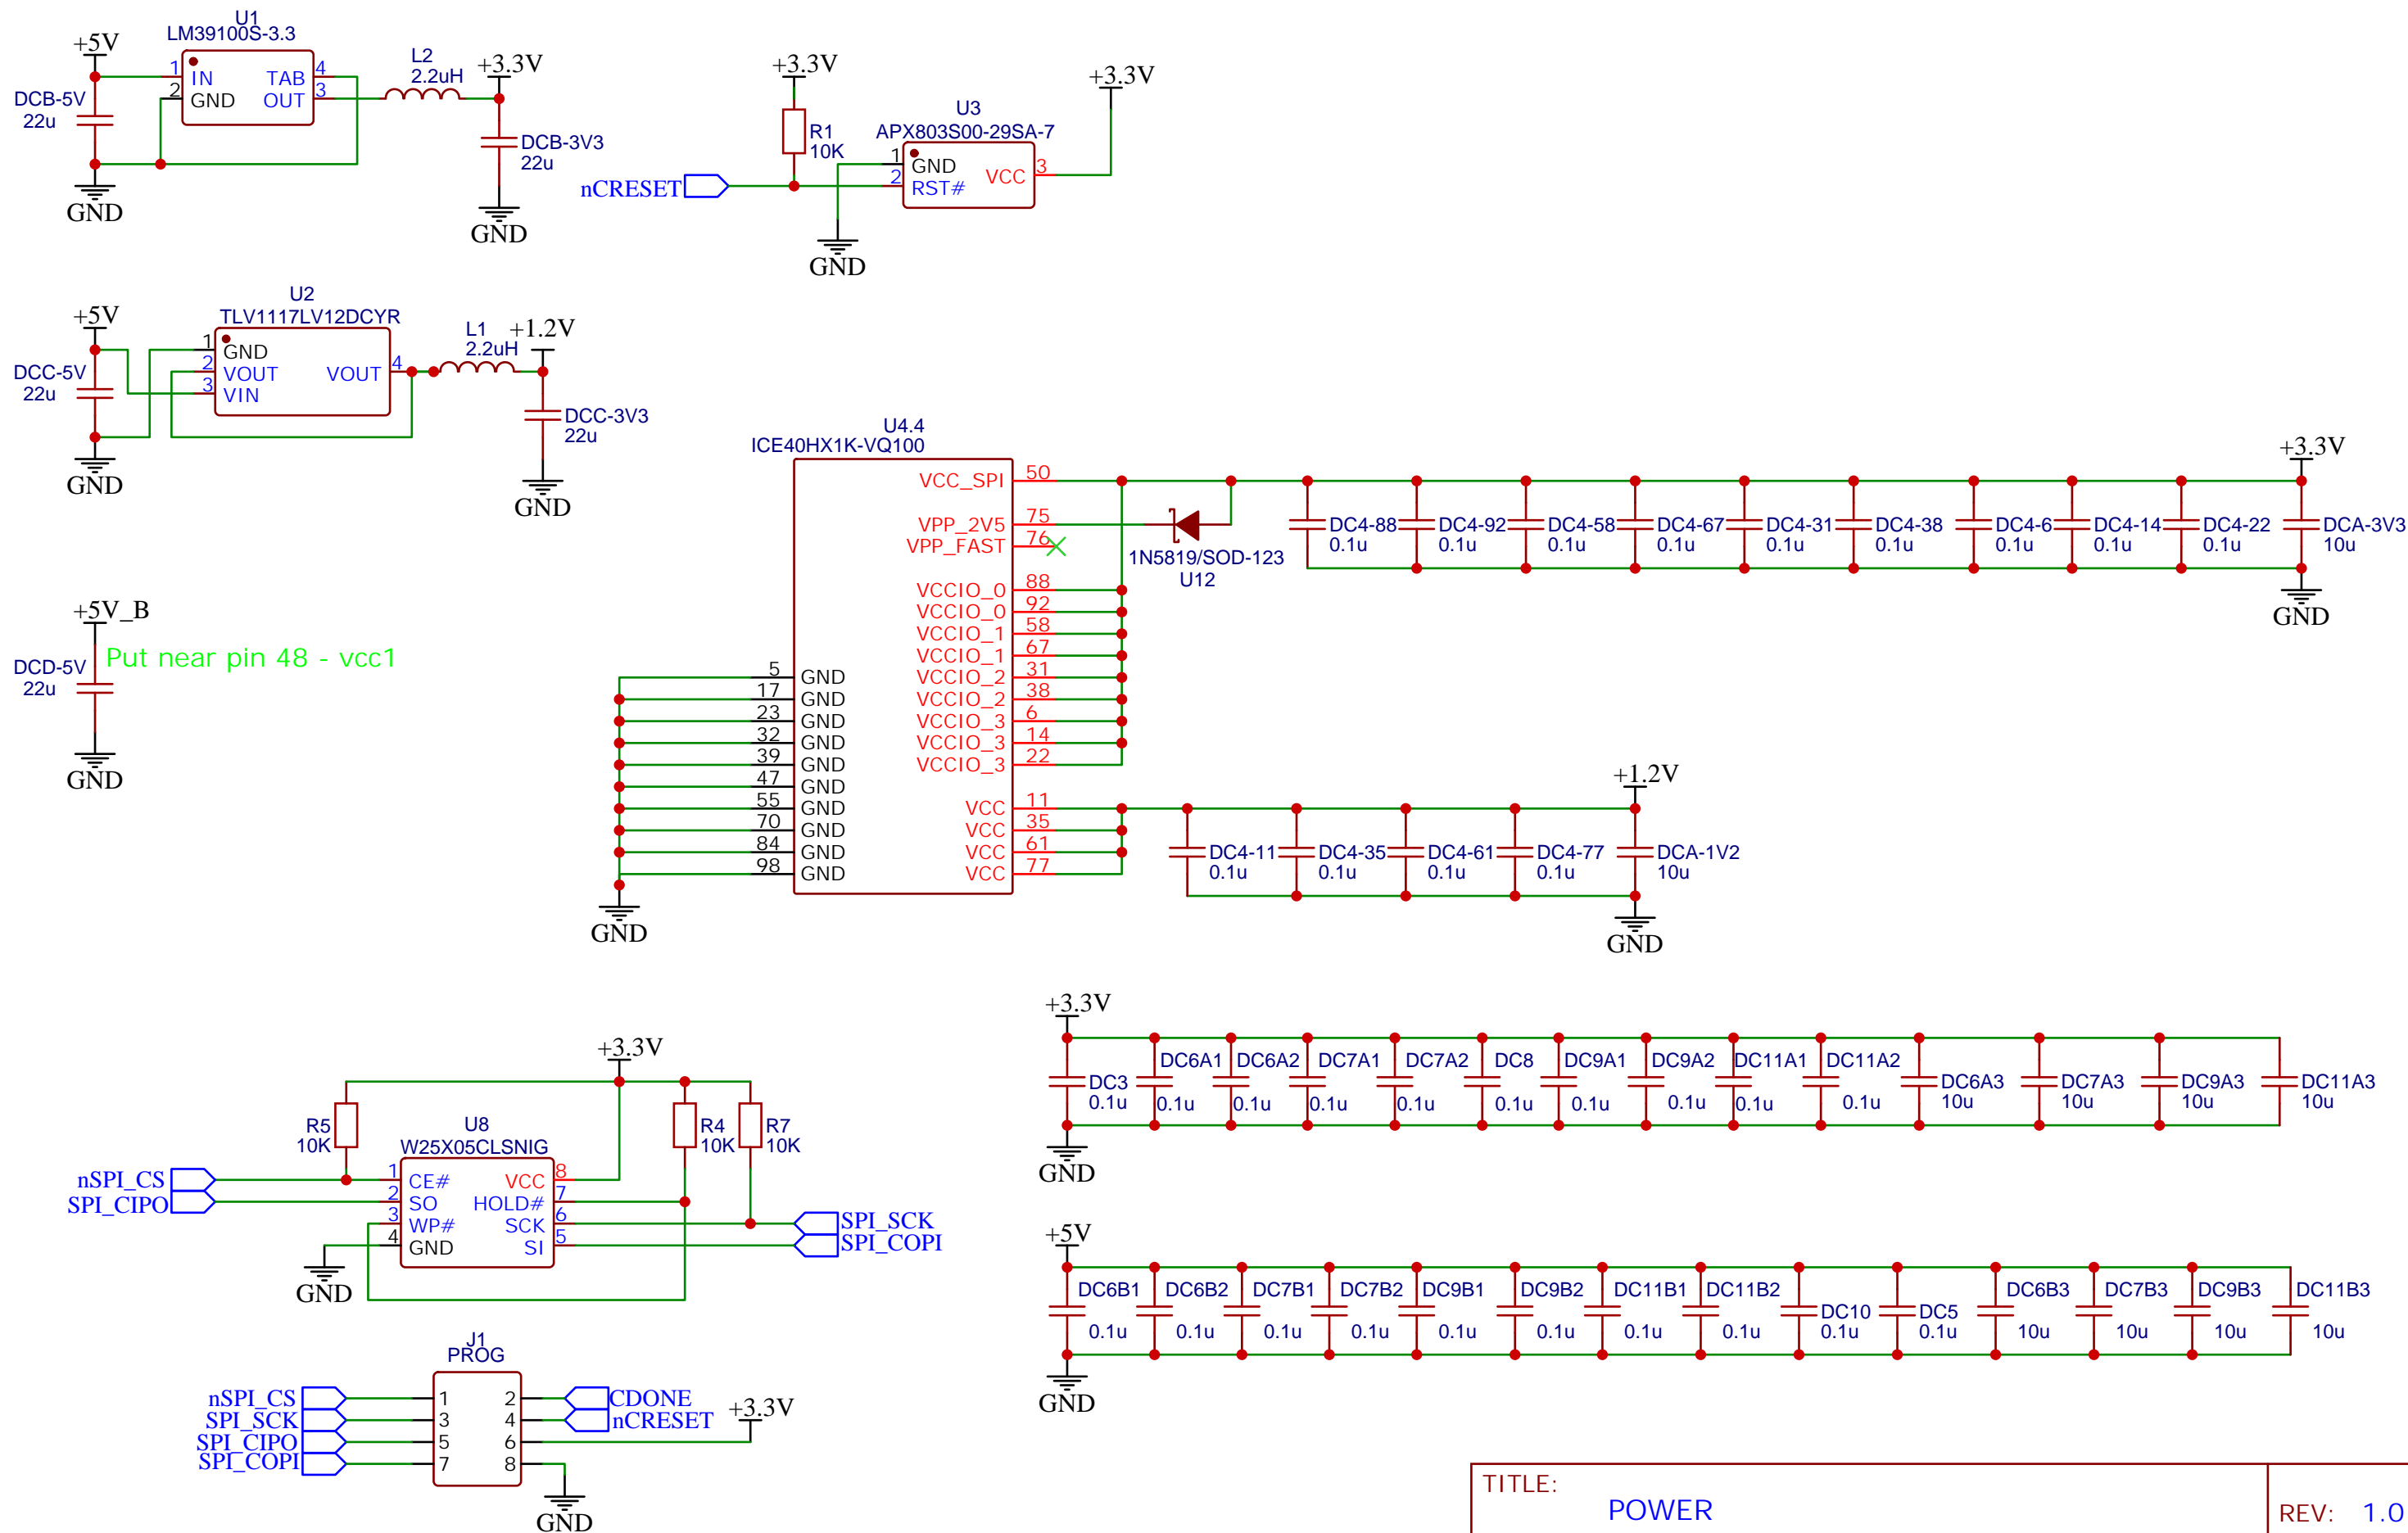 U1
LM39100S-3.3
+5V
1
IN
TAB
4
2
GND
OUT
3
DCB-5V
22u
GND
L2
2.2uH
+3.3V
DCB-3V3
22u
GND
+3.3V
R1
10K
nCRESET
U3
APX803S00-29SA-7
1
GND
2
RST#
VCC
3
+3.3V
GND
U2
TLV1117LV12DCYR
+5V
1
GND
2
VOUT
VOUT
4
3
VIN
DCC-5V
22u
GND
L1
2.2uH
+1.2V
DCC-3V3
22u
GND
+5V_B
Put near pin 48 - vcc1
DCD-5V
22u
GND
U4.4
ICE40HX1K-VQ100
VCC_SPI 50
VPP_2V5 75
VPP_FAST 76
VCCIO_0 88
VCCIO_0 92
VCCIO_1 58
VCCIO_1 67
VCCIO_2 31
VCCIO_2 38
VCCIO_3 6
VCCIO_3 14
VCCIO_3 22
VCC 11
VCC 35
VCC 61
VCC 77
5 GND
17 GND
23 GND
32 GND
39 GND
47 GND
55 GND
70 GND
84 GND
98 GND
GND
1N5819/SOD-123
U12
+3.3V
DC4-88 DC4-92 DC4-58 DC4-67 DC4-31 DC4-38 DC4-6 DC4-14 DC4-22 DCA-3V3
0.1u 0.1u 0.1u 0.1u 0.1u 0.1u 0.1u 0.1u 0.1u 10u
GND
+1.2V
DC4-11 DC4-35 DC4-61 DC4-77 DCA-1V2
0.1u 0.1u 0.1u 0.1u 10u
GND
+3.3V
DC6A1 DC6A2 DC7A1 DC7A2 DC8 DC9A1 DC9A2 DC11A1 DC11A2
DC3 DC6A3 DC7A3 DC9A3 DC11A3
0.1u 0.1u 0.1u 0.1u 0.1u 0.1u 0.1u 0.1u 0.1u 0.1u 10u 10u 10u 10u
GND
+3.3V
R5
10K
U8
W25X05CLSNIG
R4
10K
R7
10K
nSPI_CS
SPI_CIPO
1 CE# VCC 8
2 SO HOLD# 7
3 WP# SCK 6
4 GND SI 5
SPI_SCK
SPI_COPI
GND
+5V
DC6B1 DC6B2 DC7B1 DC7B2 DC9B1 DC9B2 DC11B1 DC11B2 DC6B3 DC7B3 DC9B3 DC11B3
DC10 DC5
0.1u 0.1u 0.1u 0.1u 0.1u 0.1u 0.1u 0.1u 0.1u 0.1u 10u 10u 10u 10u
GND
J1
PROG
nSPI_CS 1 2 CDONE
SPI_SCK 3 4 nCRESET
SPI_CIPO 5 6 +3.3V
SPI_COPI 7 8
GND
TITLE:
POWER
REV: 1.0